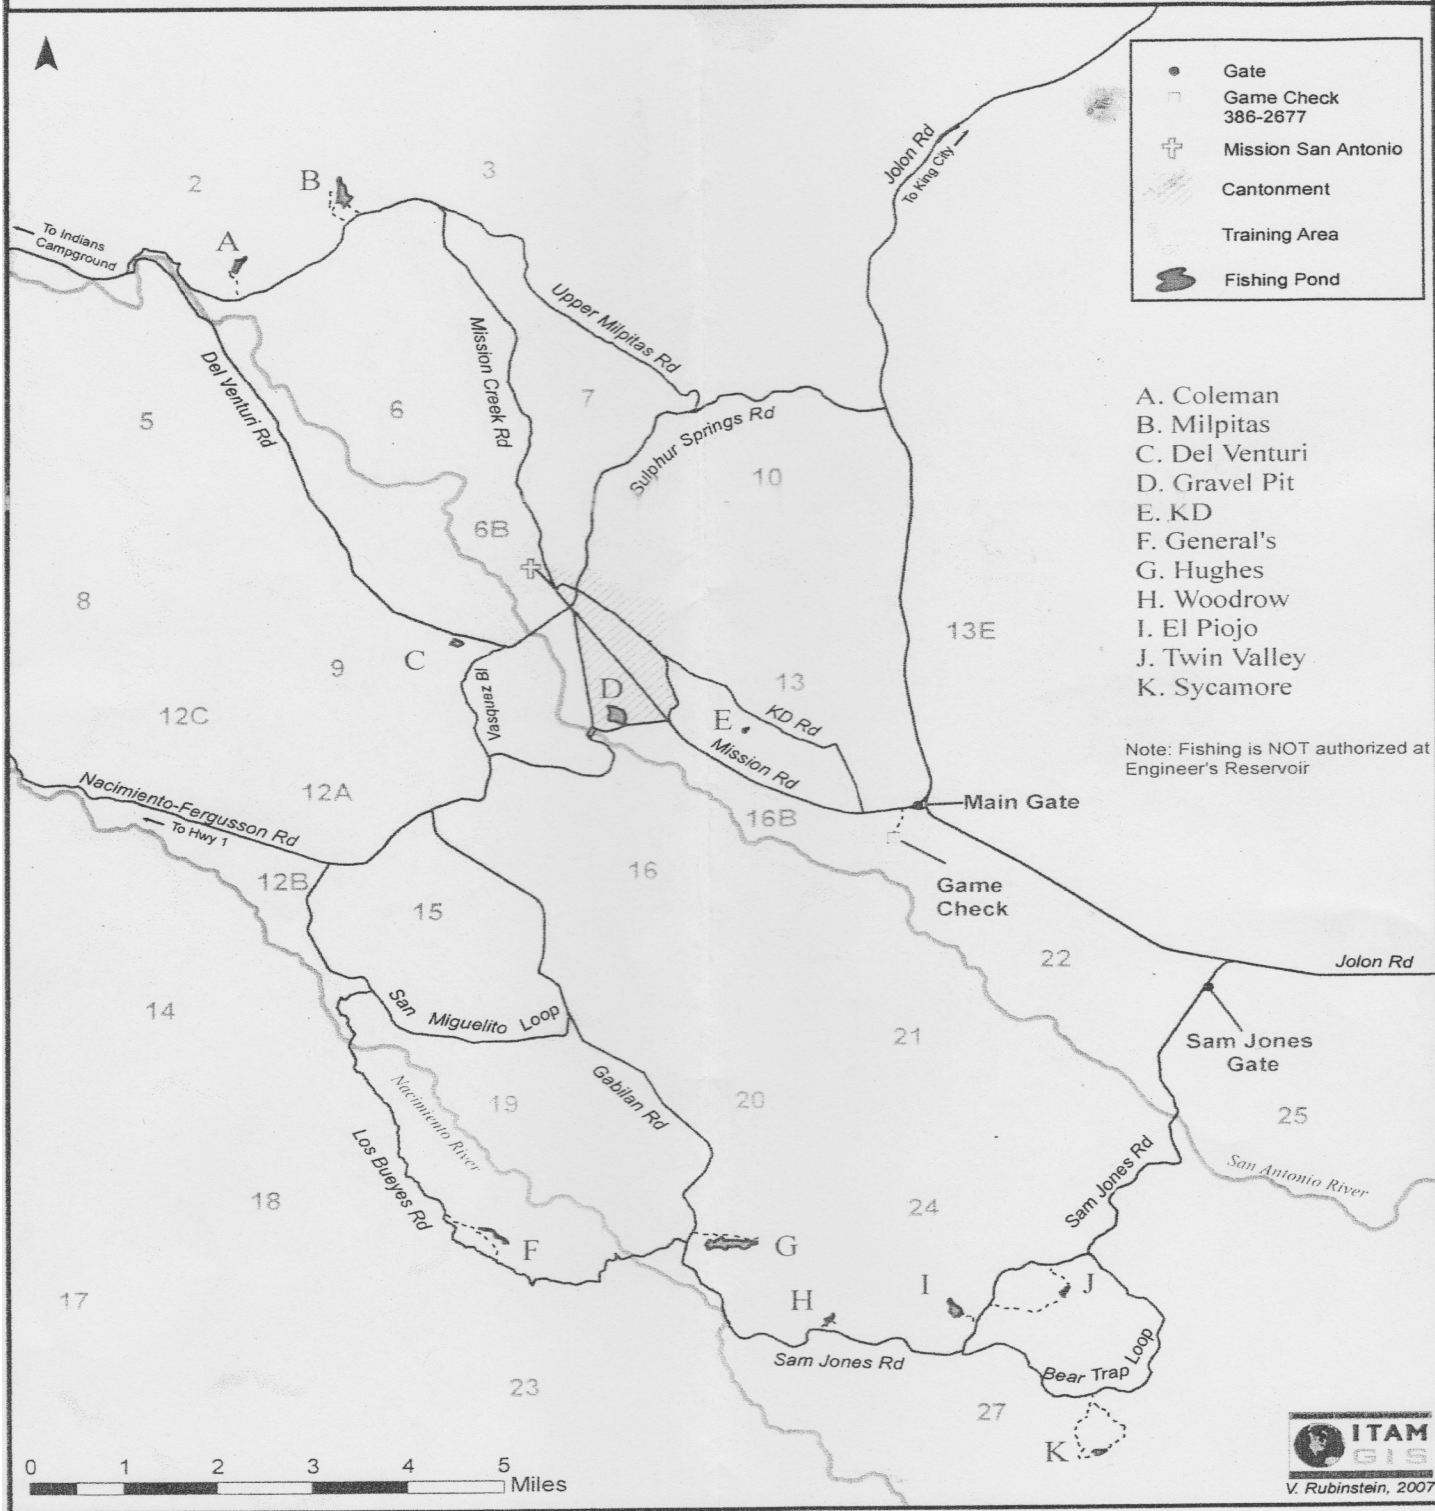 Gate
Game Check
386-2677
Mission San Antonio
Cantonment
Training Area
Fishing Pond
Jolon Rd
To King City
2
B
3
A
To Indians
Campground
Upper Milpitas Rd
Mission Creek Rd
Del Venturi Rd
5
6
7
Sulphur Springs Rd
10
A. Coleman
B. Milpitas
C. Del Venturi
D. Gravel Pit
E. KD
F. General's
G. Hughes
H. Woodrow
I. El Piojo
J. Twin Valley
K. Sycamore
6B
8
13E
C
9
Vasquez Bl
D
13
12C
E
KD Rd
Mission Rd
Note: Fishing is NOT authorized at
Engineer's Reservoir
Nacimiento-Fergusson Rd
To Hwy 1
12A
16B
Main Gate
12B
16
Game
Check
15
22
Jolon Rd
14
San Miguelito Loop
21
Sam Jones
Gate
Gabilan Rd
Nacimiento River
19
20
25
Los Bueyes Rd
Sam Jones Rd
San Antonio River
18
24
F
G
17
H
I
J
Sam Jones Rd
Bear Trap Loop
23
27
K
0 1 2 3 4 5
Miles
ITAM
GIS
V. Rubinstein, 2007